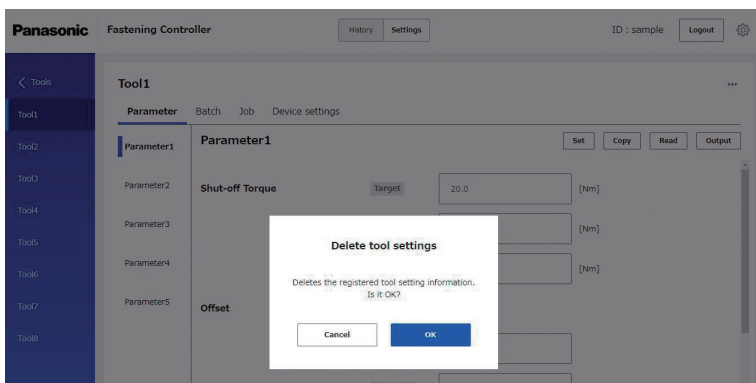 Panasonic Fastening Controller History Settings ID : sample Logout
Tools
Tool1
Tool2
Tool3
Tool4
Tool5
Tool6
Tool7
Tool8
Tool1
...
Parameter Batch Job Device settings
Parameter1
Parameter2
Parameter3
Parameter4
Parameter5
Parameter1 Set Copy Read Output
Shut-off Torque Target 20.0 [Nm]
[Nm]
[Nm]
Offset
Delete tool settings
Deletes the registered tool setting information.
Is it OK?
Cancel OK